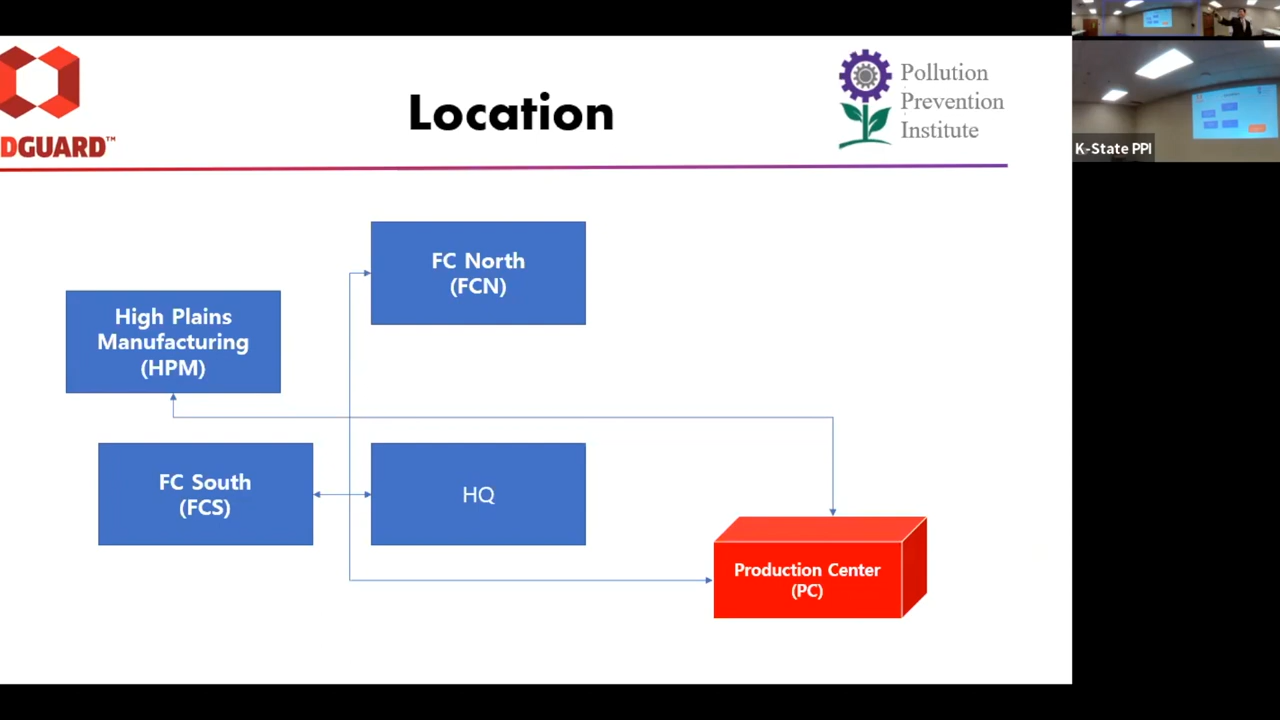 DGUARD™
Location
Pollution
Prevention
Institute
K-State PPI
FC North
(FCN)
High Plains
Manufacturing
(HPM)
FC South
(FCS)
HQ
Production Center
(PC)